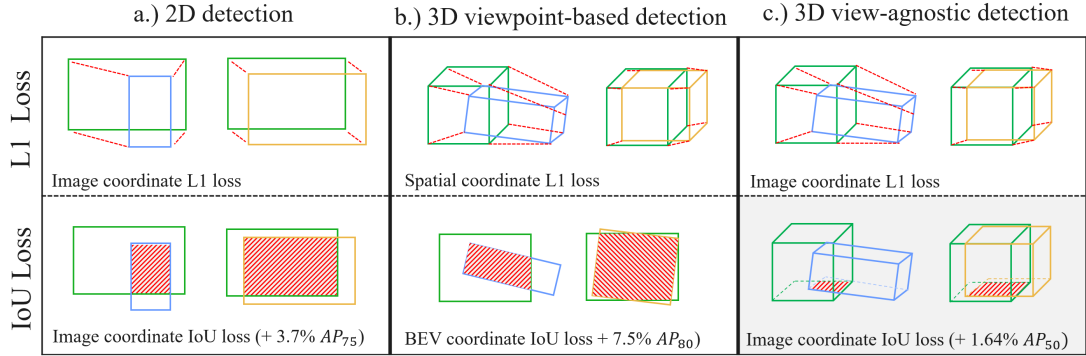 a.) 2D detection
b.) 3D viewpoint-based detection
c.) 3D view-agnostic detection
L1 Loss
Image coordinate L1 loss
Spatial coordinate L1 loss
Image coordinate L1 loss
IoU Loss
Image coordinate IoU loss (+ 3.7% AP₇₅)
BEV coordinate IoU loss + 7.5% AP₈₀)
Image coordinate IoU loss (+ 1.64% AP₅₀)